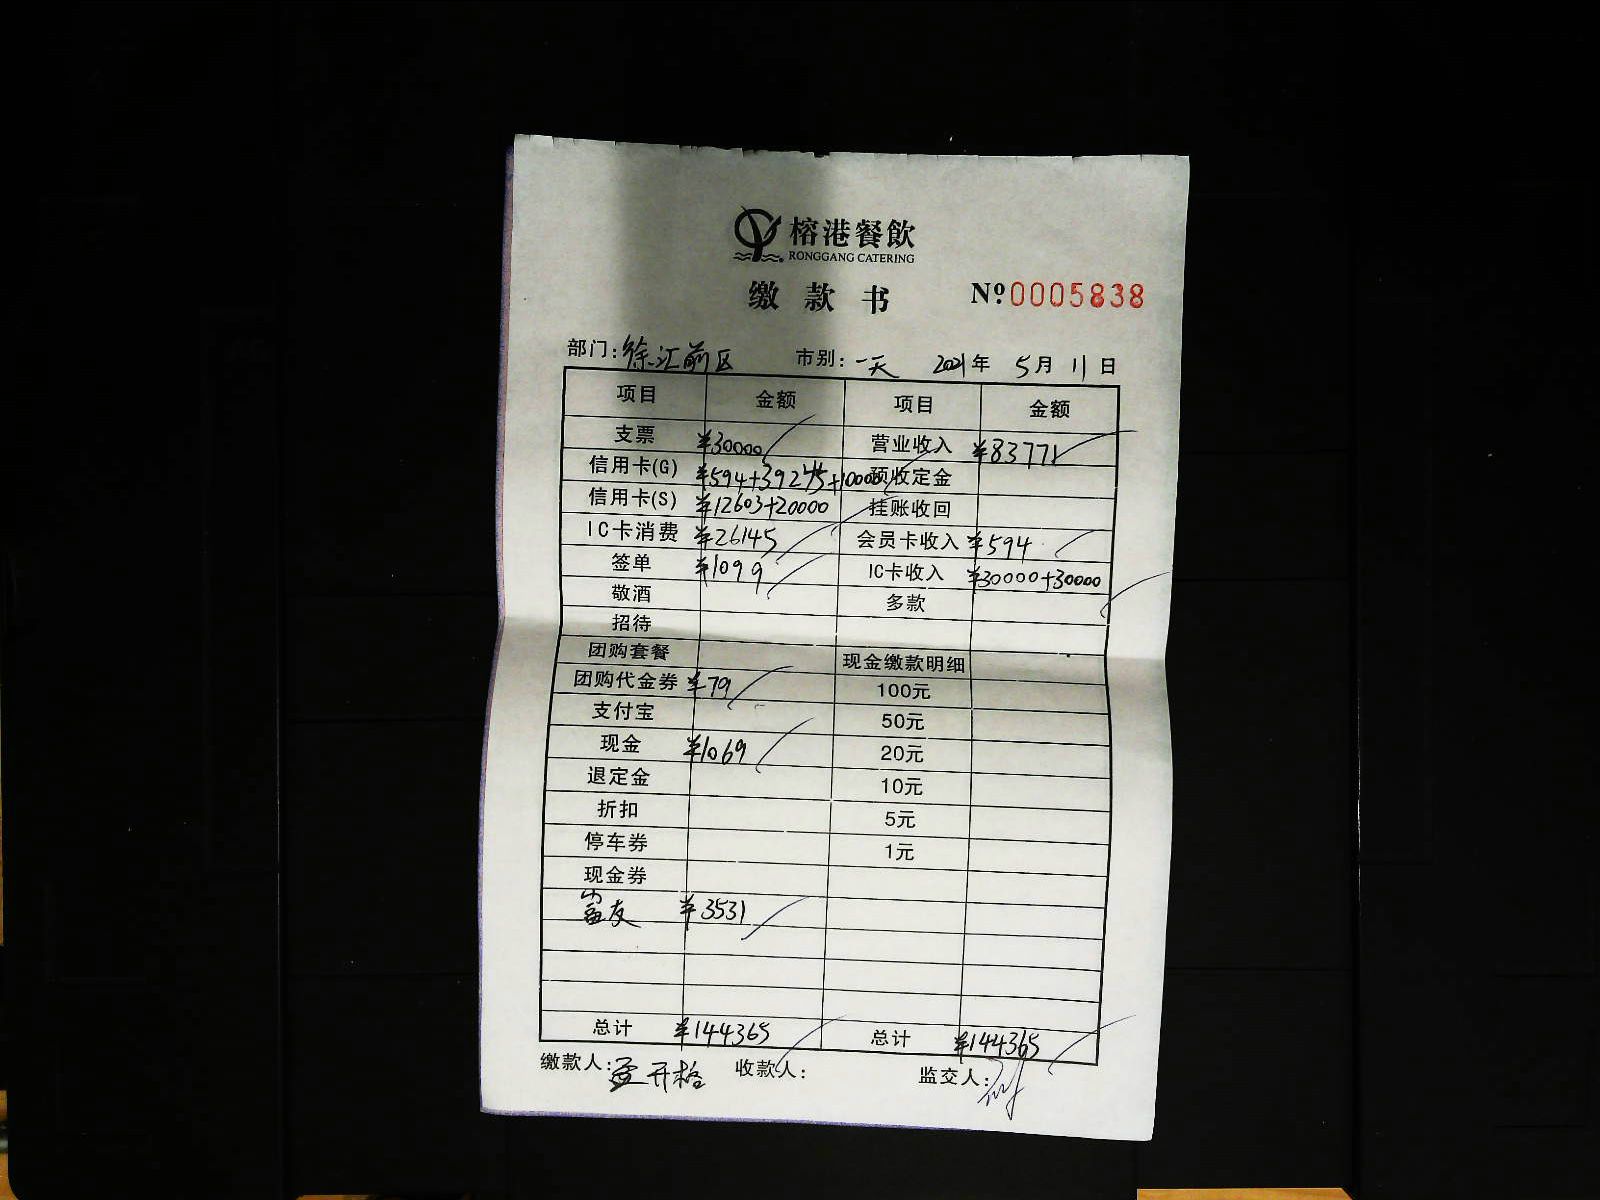 榕港餐飲
RONGGANG CATERING
缴款书 №0005838
部门: 徐汇前区 市别: 一天 2021年 5月 11日
项目 金额 项目 金额
支票 ¥30000 营业收入 ¥83771
信用卡(G) ¥594+39245+10000 预收定金
信用卡(S) ¥12603+20000 挂账收回
IC卡消费 ¥26145 会员卡收入 ¥594
签单 ¥1099 IC卡收入 ¥30000+30000
敬酒 多款
招待
团购套餐 现金缴款明细
团购代金券 ¥79 100元
支付宝 50元
现金 ¥1069 20元
退定金 10元
折扣 5元
停车券 1元
现金券
富友 ¥3531
总计 ¥144365 总计 ¥144365
缴款人: 开格 收款人: 监交人: